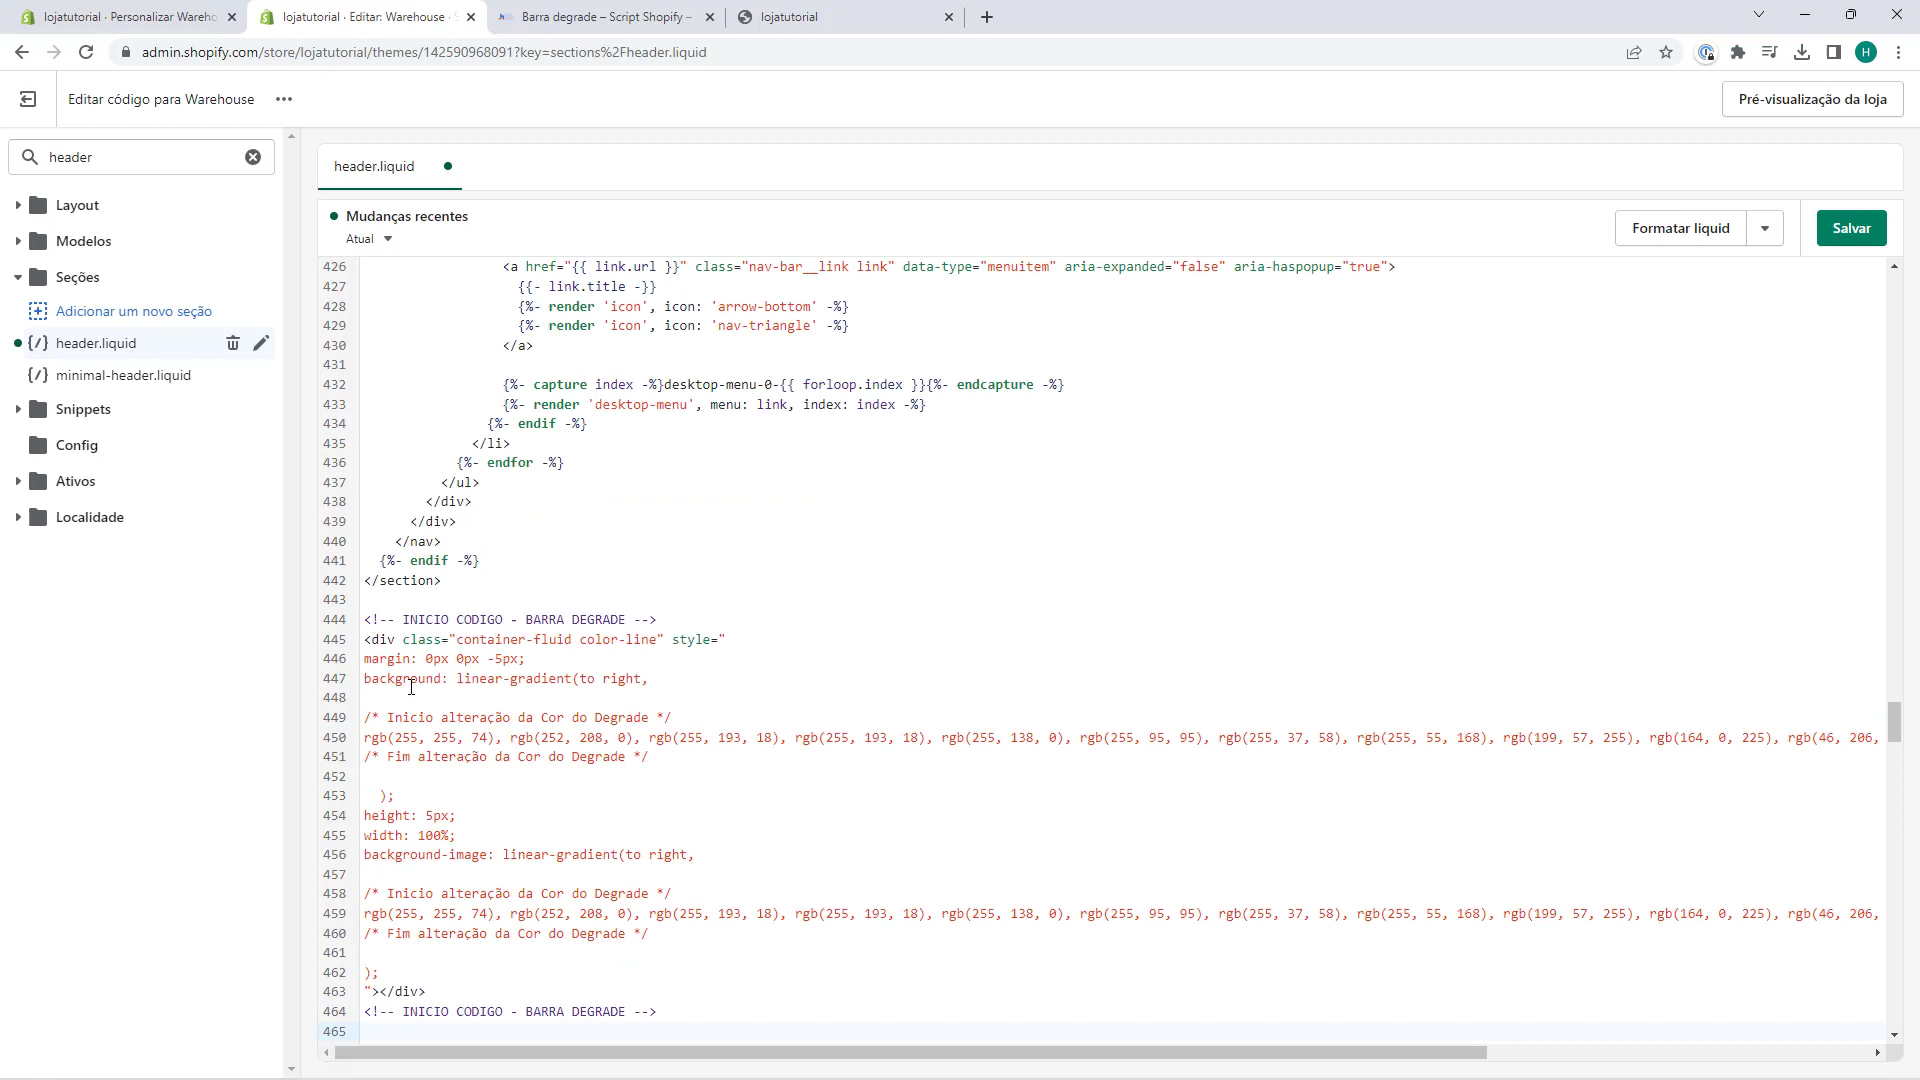 lojatutorial · Personalizar Wareho
lojatutorial · Editar: Warehouse · S
Barra degrade – Script Shopify –
lojatutorial
admin.shopify.com/store/lojatutorial/themes/142590968091?key=sections%2Fheader.liquid
H
Editar código para Warehouse
Pré-visualização da loja
header
Layout
Modelos
Seções
Adicionar um novo seção
header.liquid
minimal-header.liquid
Snippets
Config
Ativos
Localidade
header.liquid
Mudanças recentes
Atual
Formatar liquid
Salvar
426 <a href="{{ link.url }}" class="nav-bar__link link" data-type="menuitem" aria-expanded="false" aria-haspopup="true">
427 {{- link.title -}}
428 {%- render 'icon', icon: 'arrow-bottom' -%}
429 {%- render 'icon', icon: 'nav-triangle' -%}
430 </a>
431
432 {%- capture index -%}desktop-menu-0-{{ forloop.index }}{%- endcapture -%}
433 {%- render 'desktop-menu', menu: link, index: index -%}
434 {%- endif -%}
435 </li>
436 {%- endfor -%}
437 </ul>
438 </div>
439 </div>
440 </nav>
441 {%- endif -%}
442 </section>
443
444 <!-- INICIO CODIGO - BARRA DEGRADE -->
445 <div class="container-fluid color-line" style="
446 margin: 0px 0px -5px;
447 background: linear-gradient(to right,
448
449 /* Inicio alteração da Cor do Degrade */
450 rgb(255, 255, 74), rgb(252, 208, 0), rgb(255, 193, 18), rgb(255, 193, 18), rgb(255, 138, 0), rgb(255, 95, 95), rgb(255, 37, 58), rgb(255, 55, 168), rgb(199, 57, 255), rgb(164, 0, 225), rgb(46, 206,
451 /* Fim alteração da Cor do Degrade */
452
453 );
454 height: 5px;
455 width: 100%;
456 background-image: linear-gradient(to right,
457
458 /* Inicio alteração da Cor do Degrade */
459 rgb(255, 255, 74), rgb(252, 208, 0), rgb(255, 193, 18), rgb(255, 193, 18), rgb(255, 138, 0), rgb(255, 95, 95), rgb(255, 37, 58), rgb(255, 55, 168), rgb(199, 57, 255), rgb(164, 0, 225), rgb(46, 206,
460 /* Fim alteração da Cor do Degrade */
461
462 );
463 "></div>
464 <!-- INICIO CODIGO - BARRA DEGRADE -->
465